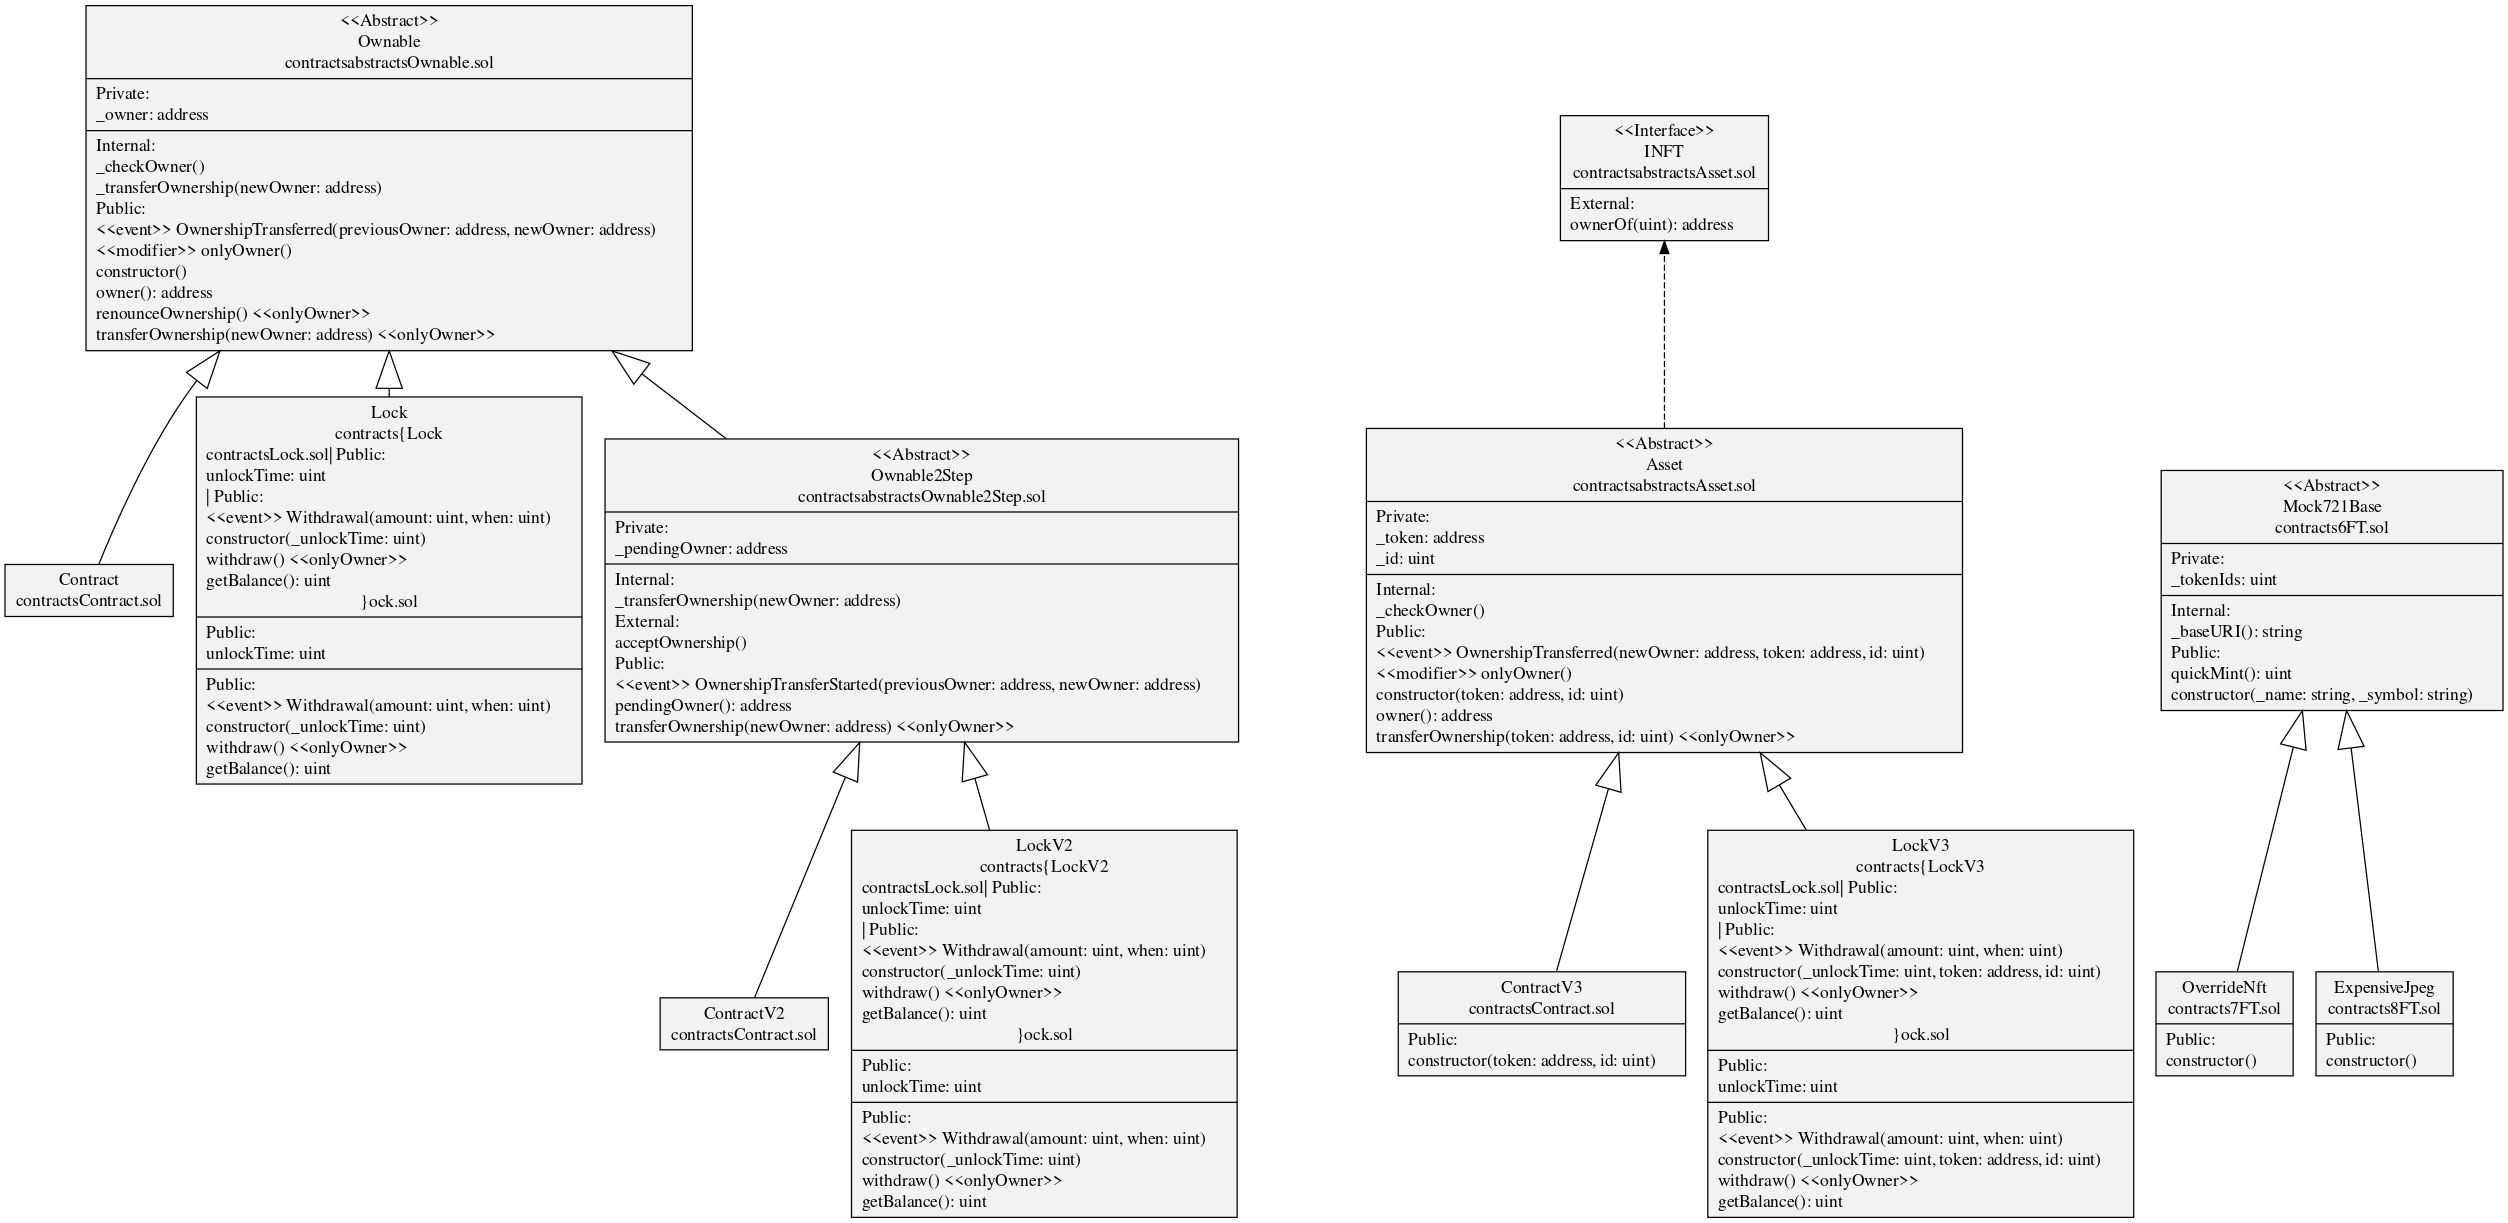 <<Abstract>>
Ownable
contractsabstractsOwnable.sol
Private:
_owner: address
Internal:
_checkOwner()
_transferOwnership(newOwner: address)
Public:
<<event>> OwnershipTransferred(previousOwner: address, newOwner: address)
<<modifier>> onlyOwner()
constructor()
owner(): address
renounceOwnership() <<onlyOwner>>
transferOwnership(newOwner: address) <<onlyOwner>>
<<Interface>>
INFT
contractsabstractsAsset.sol
External:
ownerOf(uint): address
Contract
contractsContract.sol
Lock
contracts{Lock
contractsLock.sol| Public:
unlockTime: uint
| Public:
<<event>> Withdrawal(amount: uint, when: uint)
constructor(_unlockTime: uint)
withdraw() <<onlyOwner>>
getBalance(): uint
}ock.sol
Public:
unlockTime: uint
Public:
<<event>> Withdrawal(amount: uint, when: uint)
constructor(_unlockTime: uint)
withdraw() <<onlyOwner>>
getBalance(): uint
<<Abstract>>
Ownable2Step
contractsabstractsOwnable2Step.sol
Private:
_pendingOwner: address
Internal:
_transferOwnership(newOwner: address)
External:
acceptOwnership()
Public:
<<event>> OwnershipTransferStarted(previousOwner: address, newOwner: address)
pendingOwner(): address
transferOwnership(newOwner: address) <<onlyOwner>>
<<Abstract>>
Asset
contractsabstractsAsset.sol
Private:
_token: address
_id: uint
Internal:
_checkOwner()
Public:
<<event>> OwnershipTransferred(newOwner: address, token: address, id: uint)
<<modifier>> onlyOwner()
constructor(token: address, id: uint)
owner(): address
transferOwnership(token: address, id: uint) <<onlyOwner>>
<<Abstract>>
Mock721Base
contracts6FT.sol
Private:
_tokenIds: uint
Internal:
_baseURI(): string
Public:
quickMint(): uint
constructor(_name: string, _symbol: string)
ContractV2
contractsContract.sol
LockV2
contracts{LockV2
contractsLock.sol| Public:
unlockTime: uint
| Public:
<<event>> Withdrawal(amount: uint, when: uint)
constructor(_unlockTime: uint)
withdraw() <<onlyOwner>>
getBalance(): uint
}ock.sol
Public:
unlockTime: uint
Public:
<<event>> Withdrawal(amount: uint, when: uint)
constructor(_unlockTime: uint)
withdraw() <<onlyOwner>>
getBalance(): uint
ContractV3
contractsContract.sol
Public:
constructor(token: address, id: uint)
LockV3
contracts{LockV3
contractsLock.sol| Public:
unlockTime: uint
| Public:
<<event>> Withdrawal(amount: uint, when: uint)
constructor(_unlockTime: uint, token: address, id: uint)
withdraw() <<onlyOwner>>
getBalance(): uint
}ock.sol
Public:
unlockTime: uint
Public:
<<event>> Withdrawal(amount: uint, when: uint)
constructor(_unlockTime: uint, token: address, id: uint)
withdraw() <<onlyOwner>>
getBalance(): uint
OverrideNft
contracts7FT.sol
Public:
constructor()
ExpensiveJpeg
contracts8FT.sol
Public:
constructor()